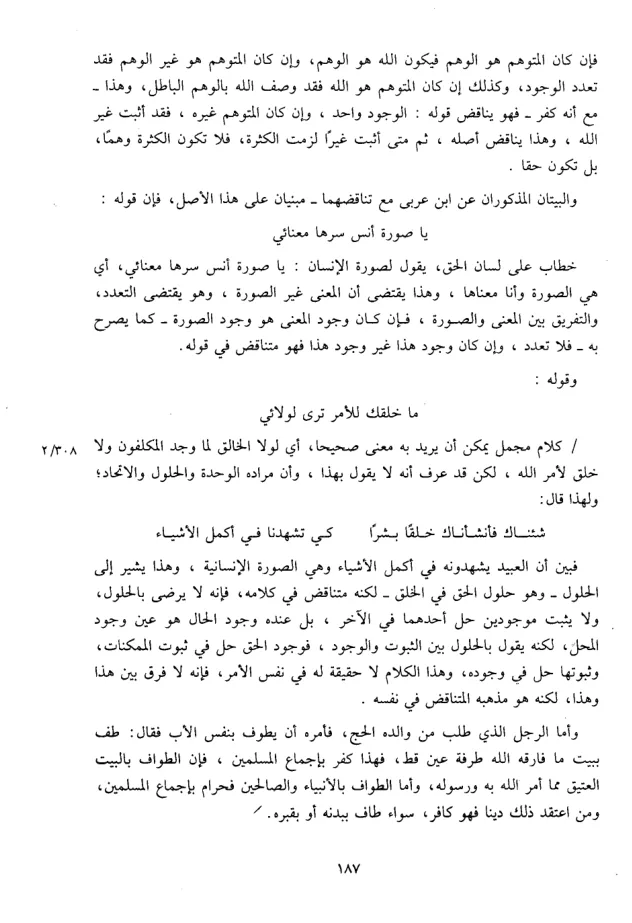 فإن كان المتوهم هو الوهم فيكون الله هو الوهم، وإن كان المتوهم هو غير الوهم فقد
تعدد الوجود، وكذلك إن كان المتوهم هو الله فقد وصف الله بالوهم الباطل، وهذا ـ
مع أنه كفر ـ فهو يناقض قوله : الوجود واحد ، وإن كان المتوهم غيره ، فقد أثبت غير
الله ، وهذا يناقض أصله ، ثم متى أثبت غيرًا لزمت الكثرة، فلا تكون الكثرة وهمًا،
بل تكون حقا .
والبيتان المذكوران عن ابن عربى مع تناقضهما ـ مبنيان على هذا الأصل، فإن قوله :
يا صورة أنس سرها معنائي
خطاب على لسان الحق، يقول لصورة الإنسان : يا صورة أنس سرها معنائي، أي
هي الصورة وأنا معناها ، وهذا يقتضى أن المعنى غير الصورة ، وهو يقتضى التعدد،
والتفريق بين المعنى والصورة ، فإن كان وجود المعنى هو وجود الصورة ـ كما يصرح
به ـ فلا تعدد ، وإن كان وجود هذا غير وجود هذا فهو متناقض في قوله.
وقوله :
ما خلقك للأمر ترى لولائي
/ كلام مجمل يمكن أن يريد به معنى صحيحا، أي لولا الخالق لما وجد المكلفون ولا ٢/٣٠٨
خلق لأمر الله ، لكن قد عرف أنه لا يقول بهذا ، وأن مراده الوحدة والحلول والاتحاد؛
ولهذا قال:
شئنـاك فأنشـأنـاك خـلقًا بـشرًا كـي تشهدنـا فـي أكمل الأشيـاء
فبين أن العبيد يشهدونه في أكمل الأشياء وهي الصورة الإنسانية ، وهذا يشير إلى
الحلول ـ وهو حلول الحق في الخلق ـ لكنه متناقض في كلامه، فإنه لا يرضى بالحلول،
ولا يثبت موجودين حل أحدهما في الآخر ، بل عنده وجود الحال هو عين وجود
المحل، لكنه يقول بالحلول بين الثبوت والوجود ، فوجود الحق حل في ثبوت الممكنات،
وثبوتها حل في وجوده، وهذا الكلام لا حقيقة له في نفس الأمر، فإنه لا فرق بين هذا
وهذا، لكنه هو مذهبه المتناقض في نفسه .
وأما الرجل الذي طلب من والده الحج، فأمره أن يطوف بنفس الأب فقال: طف
ببيت ما فارقه الله طرفة عين قط، فهذا كفر بإجماع المسلمين ، فإن الطواف بالبيت
العتيق مما أمر الله به ورسوله، وأما الطواف بالأنبياء والصالحين فحرام بإجماع المسلمين،
ومن اعتقد ذلك دينا فهو كافر، سواء طاف ببدنه أو بقبره. /
١٨٧